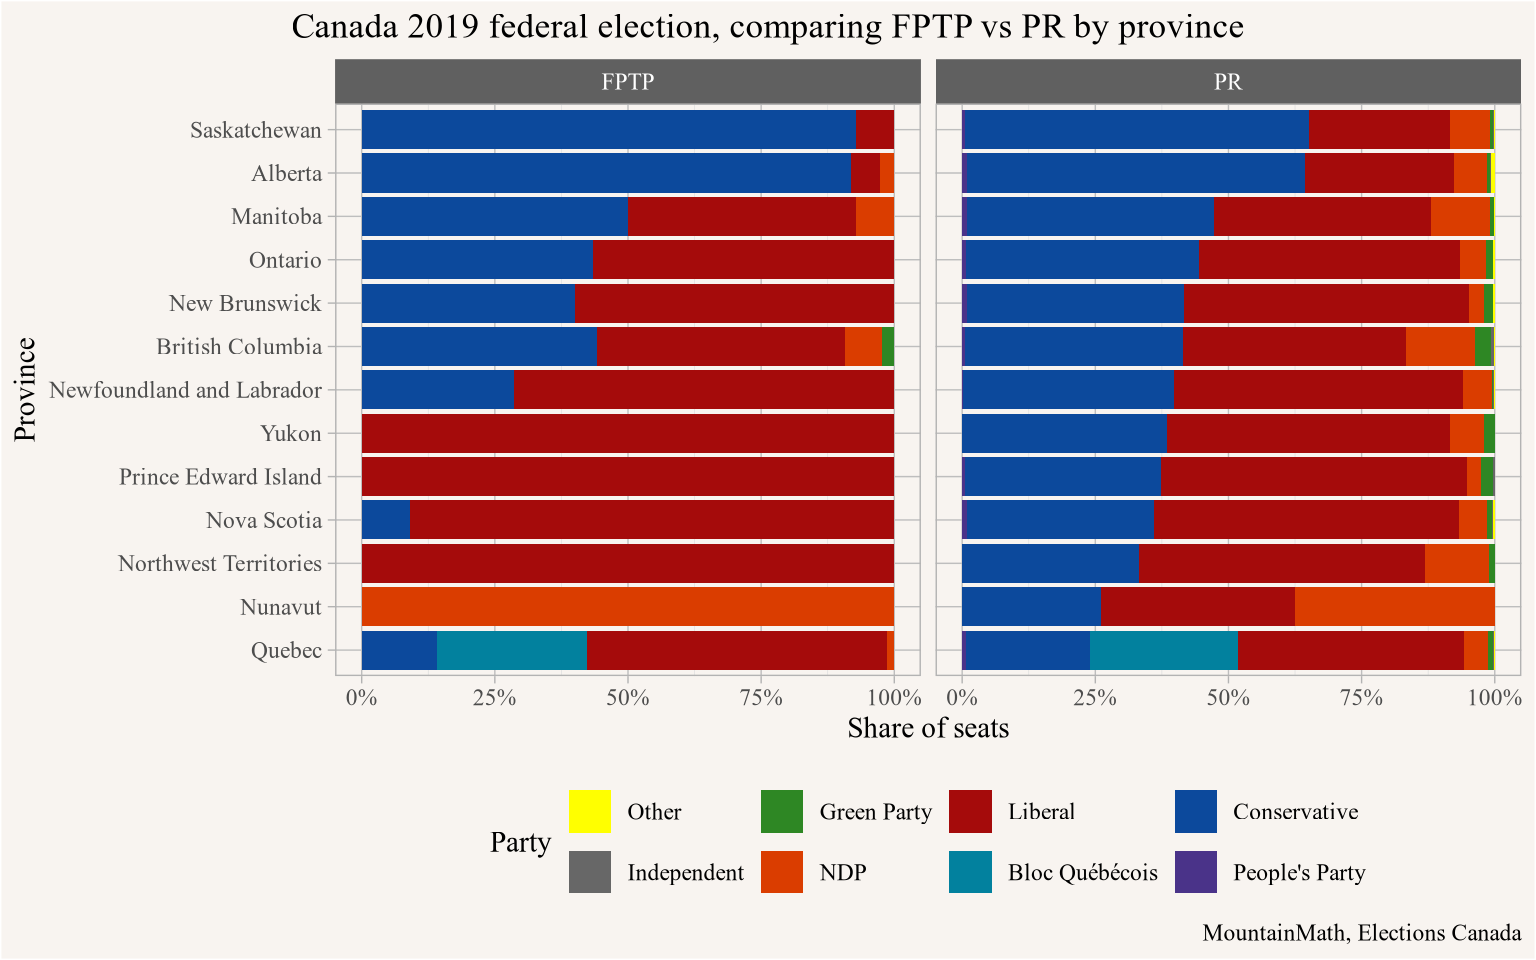 Canada 2019 federal election, comparing FPTP vs PR by province
FPTP
PR
Province
Saskatchewan
Alberta
Manitoba
Ontario
New Brunswick
British Columbia
Newfoundland and Labrador
Yukon
Prince Edward Island
Nova Scotia
Northwest Territories
Nunavut
Quebec
0% 25% 50% 75% 100%
0% 25% 50% 75% 100%
Share of seats
Party
Other
Green Party
Liberal
Conservative
Independent
NDP
Bloc Québécois
People's Party
MountainMath, Elections Canada